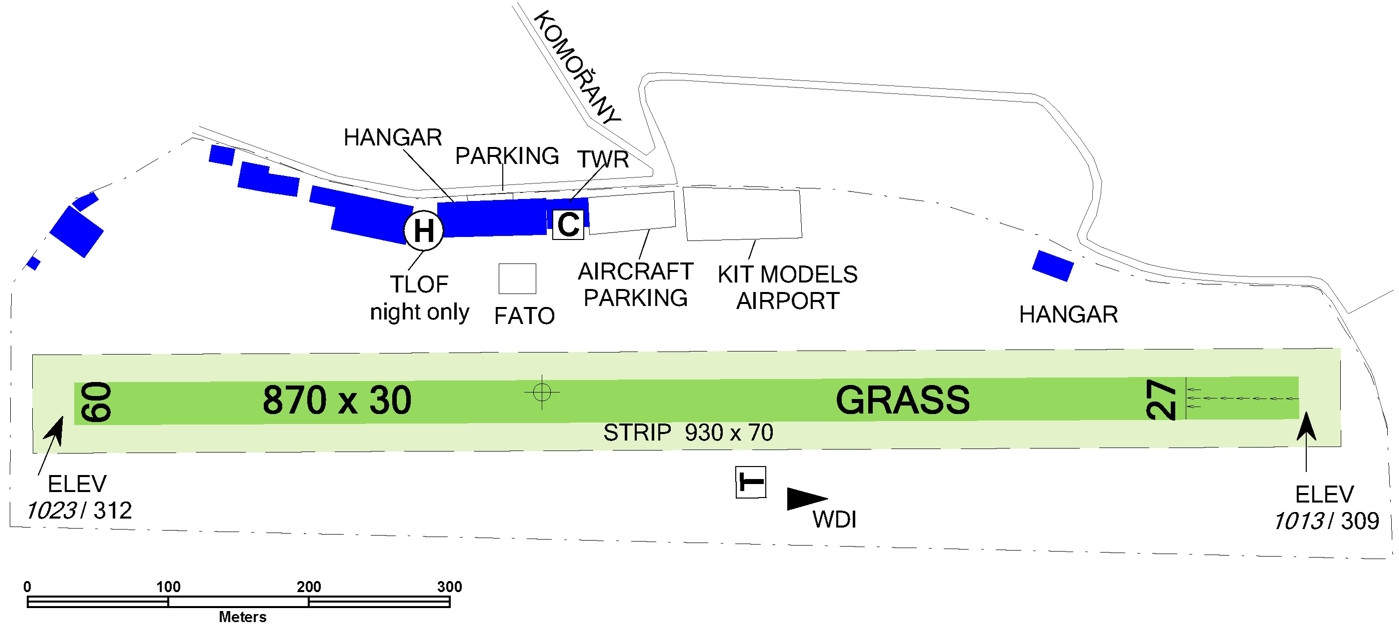 KOMOŘANY
HANGAR
PARKING
TWR
H
C
TLOF
night only
FATO
AIRCRAFT
PARKING
KIT MODELS
AIRPORT
HANGAR
09
870 x 30
GRASS
27
STRIP 930 x 70
ELEV
1023 / 312
T
WDI
ELEV
1013 / 309
0 100 200 300
Meters